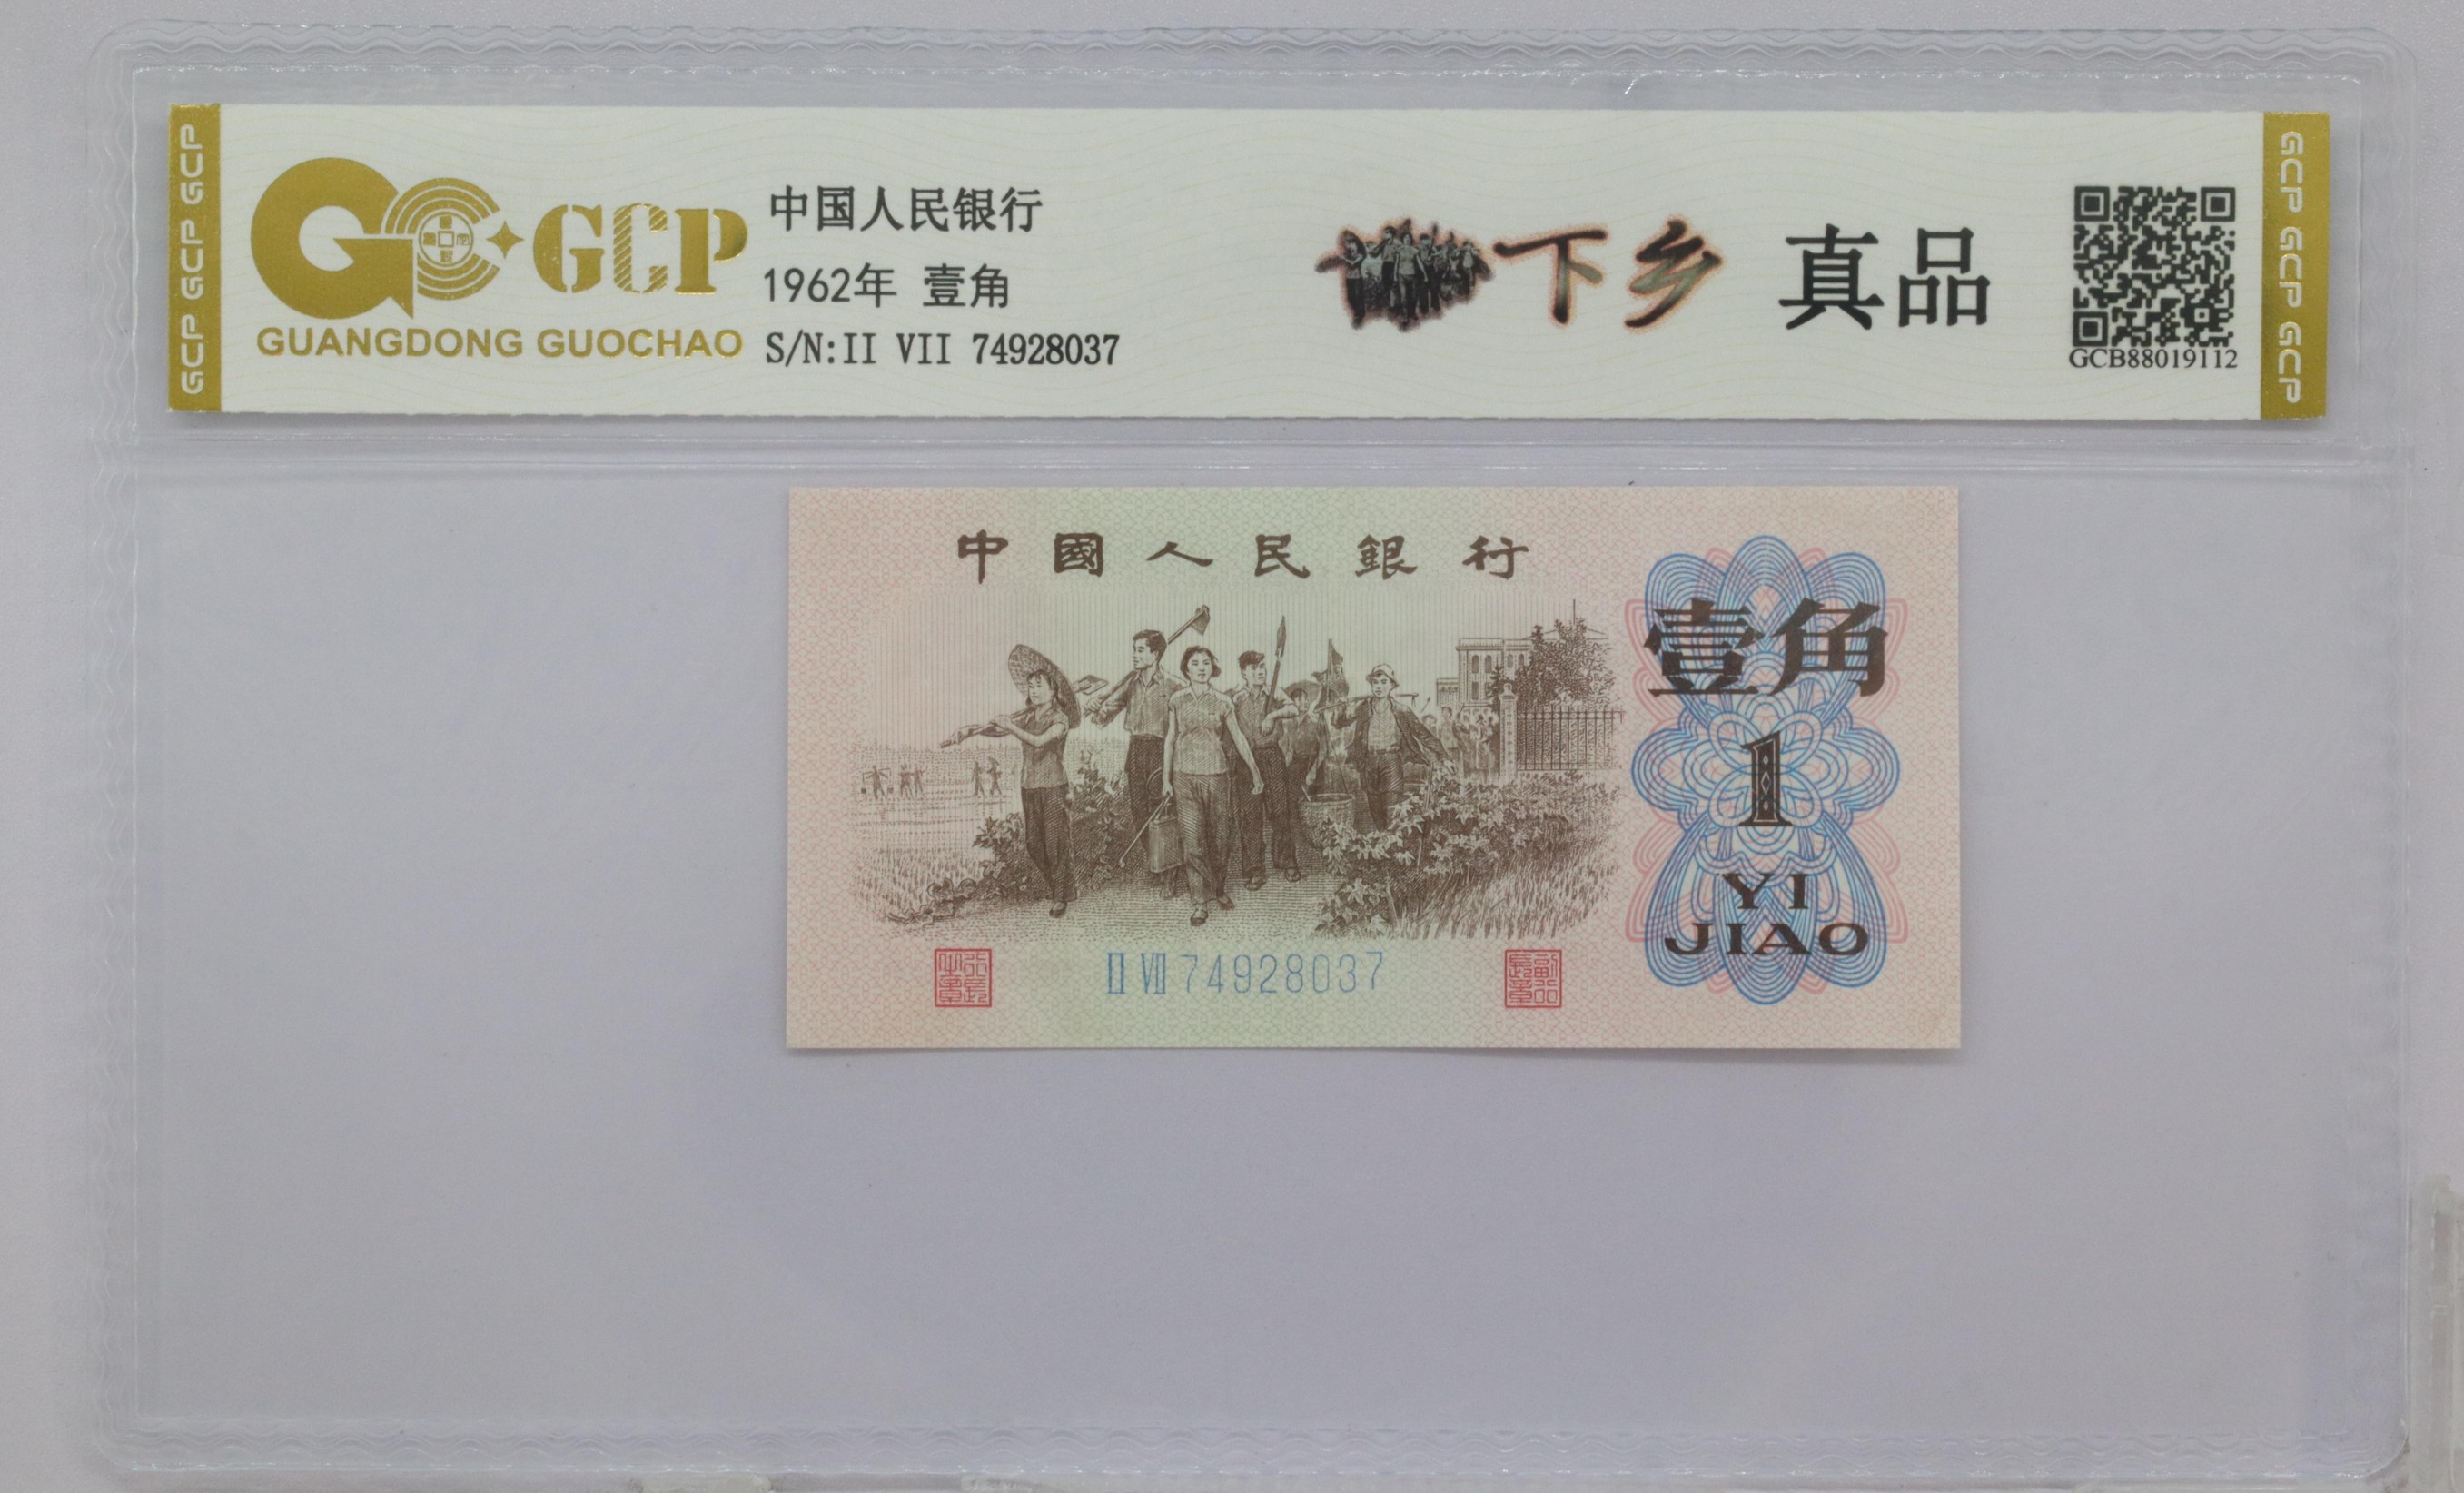 GCP GCP GCP
GCP
GUANGDONG GUOCHAO
中国人民银行
1962年 壹角
S/N:II VII 74928037
下乡 真品
GCB88019112
GCP GCP GCP
中國人民銀行
壹角
1
YI
JIAO
II VII 74928037